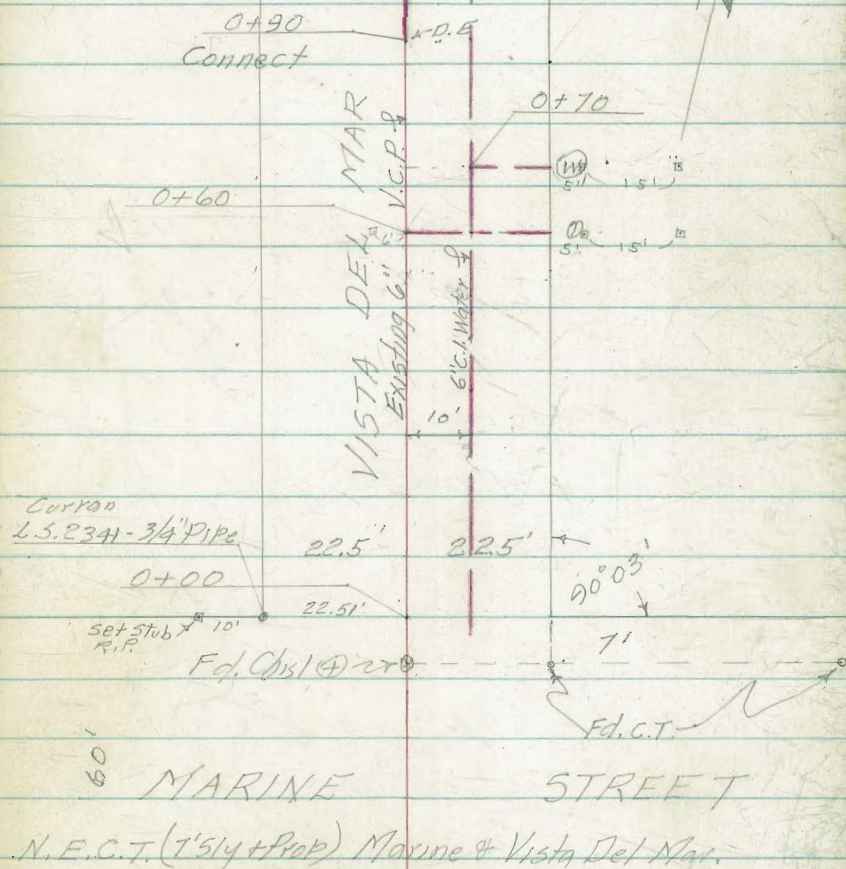 0+90
D.E
Connect
0+70
VISTA DEL MAR
Existing 6" V.C.P.
W
5' 15'
0+60
6'
5' 15'
6" C.I. Water
10'
Curran
L.S. 2341 - 3/4" Pipe
22.5' 22.5'
90°03'
0+00
22.51'
set stub 10'
R.P.
7'
Fd. Chisl
Fd. C.T.
60'
MARINE STREET
N.E.C.T. (7'Sly + Prop) Marine & Vista Del Mar.